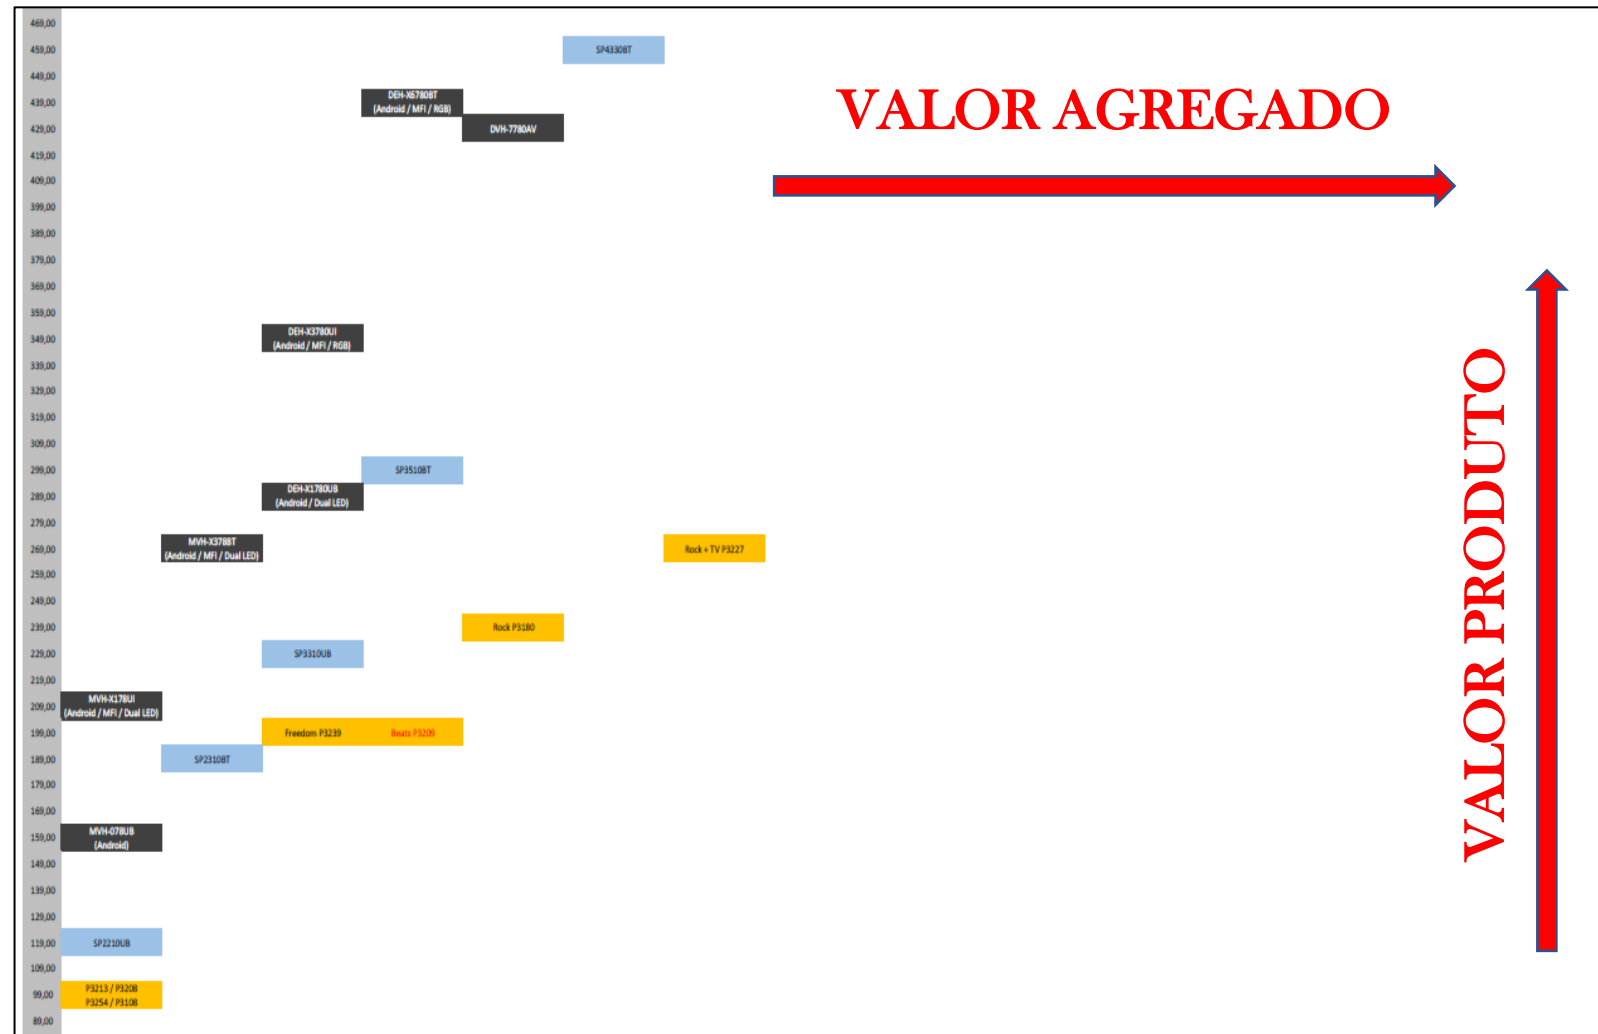 469,00
459,00
SP4330BT
449,00
439,00
DEH-X6780BT
(Android / MFI / RGB)
VALOR AGREGADO
429,00
DVH-7780AV
419,00
409,00
399,00
389,00
379,00
369,00
359,00
349,00
DEH-X3780UI
(Android / MFI / RGB)
339,00
329,00
319,00
309,00
299,00
SP3510BT
289,00
DEH-X1780UB
(Android / Dual LED)
279,00
269,00
MVH-X378BT
(Android / MFI / Dual LED)
Rock + TV P3227
259,00
249,00
239,00
Rock P3180
229,00
SP3310UB
219,00
209,00
MVH-X178UI
(Android / MFI / Dual LED)
199,00
Freedom P3239
Beats P3209
189,00
SP2310BT
179,00
169,00
159,00
MVH-078UB
(Android)
149,00
139,00
129,00
119,00
SP2210UB
109,00
99,00
P3213 / P3208
P3254 / P3108
89,00
VALOR PRODUTO